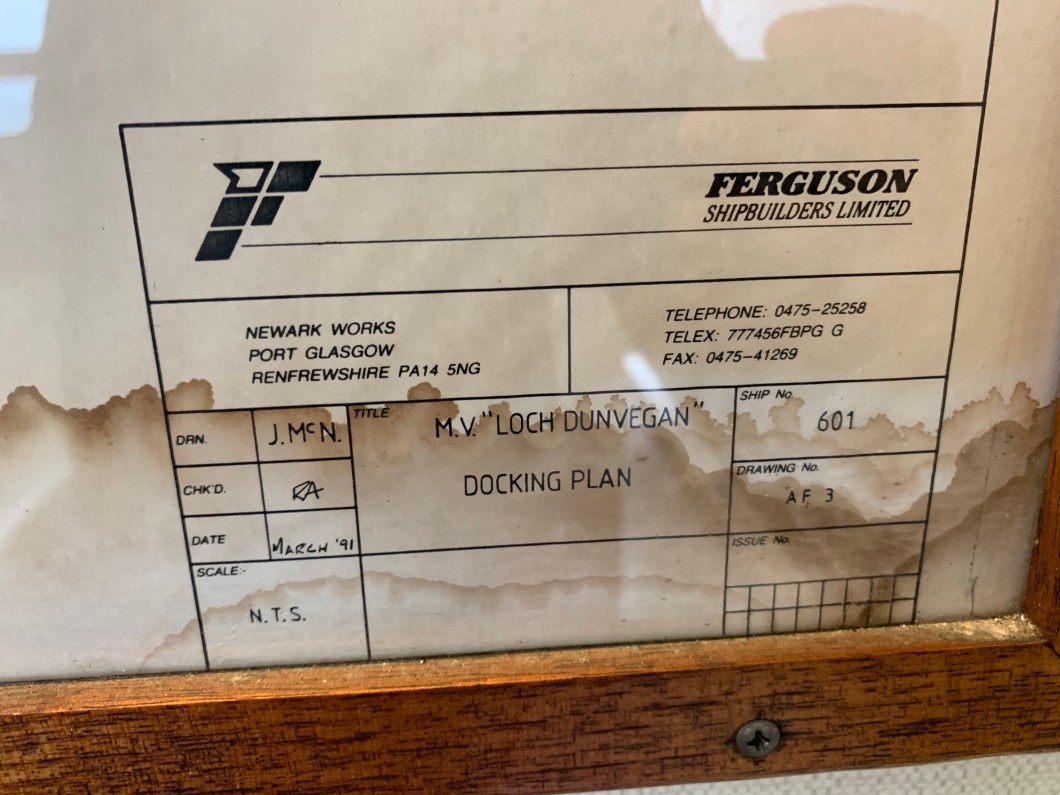 FERGUSON
SHIPBUILDERS LIMITED
NEWARK WORKS
PORT GLASGOW
RENFREWSHIRE PA14 5NG
TELEPHONE: 0475-25258
TELEX: 777456FBPG G
FAX: 0475-41269
DRN.
J. McN.
CHK'D.
RA
DATE
MARCH '91
SCALE:-
N.T.S.
TITLE
M.V. "LOCH DUNVEGAN"
DOCKING PLAN
SHIP No.
601
DRAWING No.
AF 3
ISSUE No.